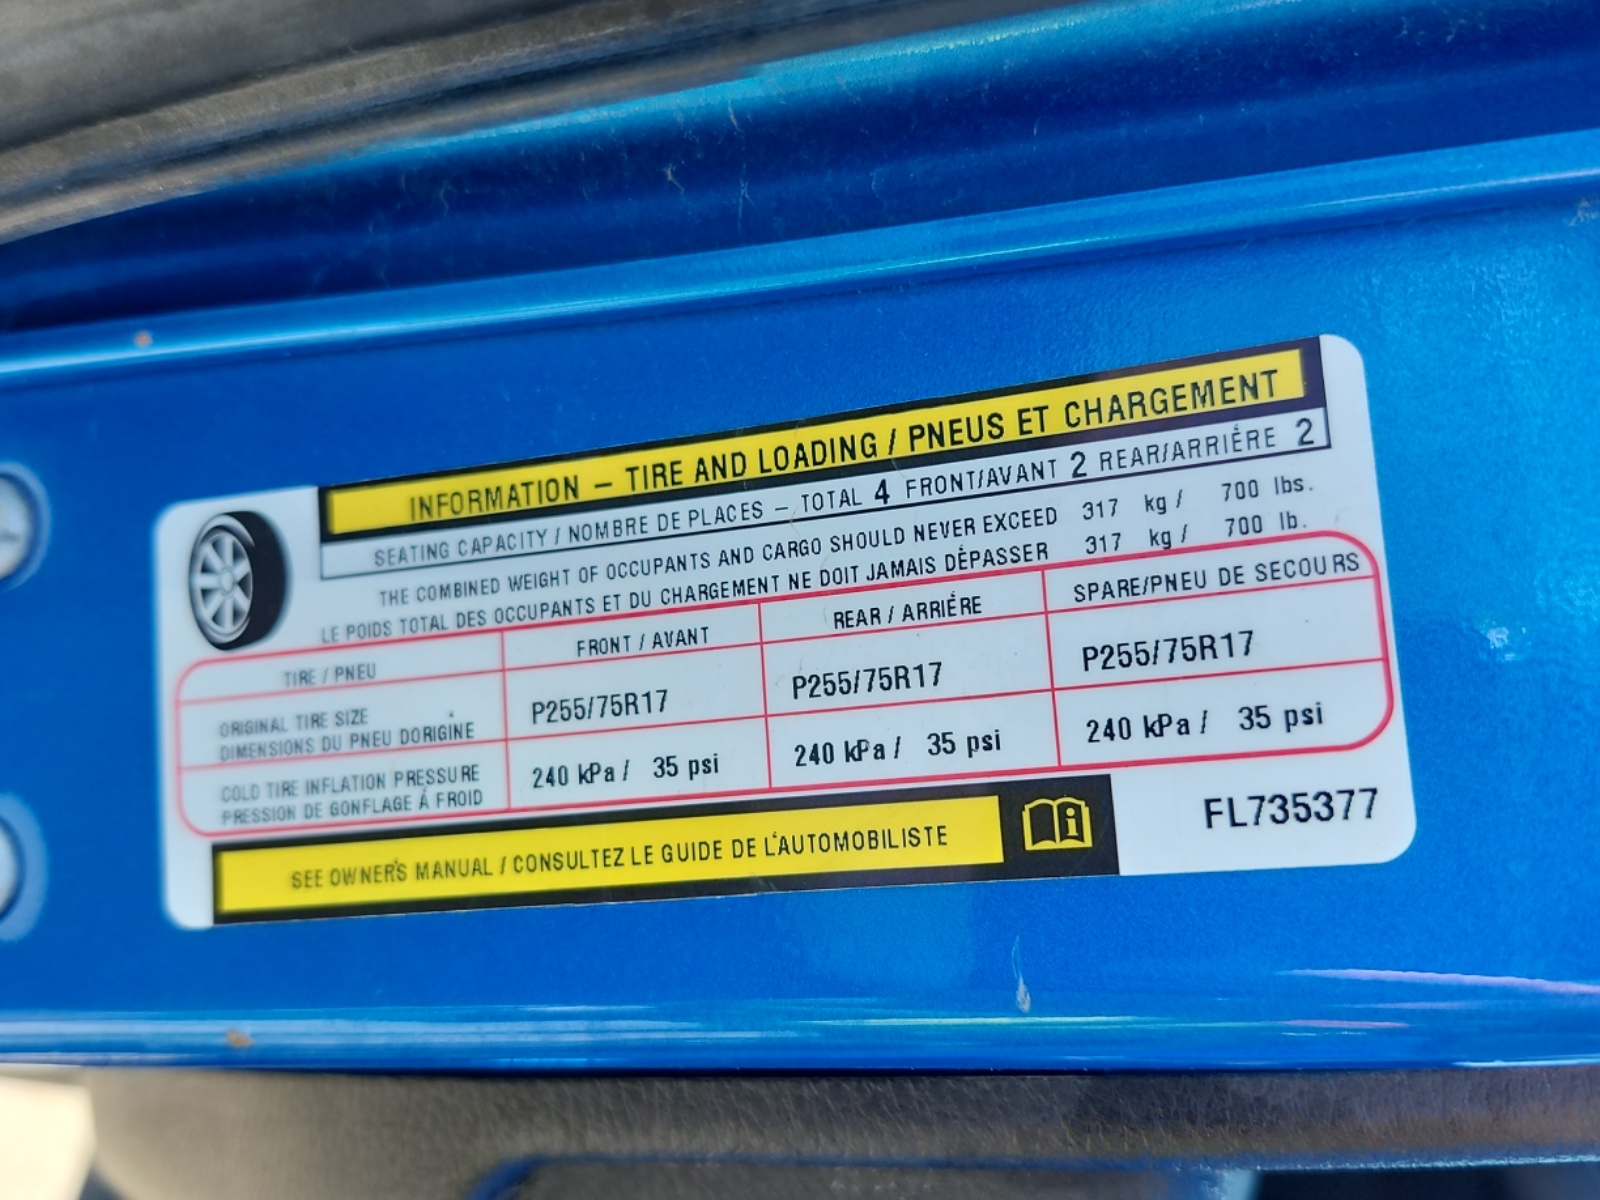 INFORMATION – TIRE AND LOADING / PNEUS ET CHARGEMENT
SEATING CAPACITY / NOMBRE DE PLACES – TOTAL 4 FRONT/AVANT 2 REAR/ARRIÉRE 2
THE COMBINED WEIGHT OF OCCUPANTS AND CARGO SHOULD NEVER EXCEED 317 kg / 700 lbs.
LE POIDS TOTAL DES OCCUPANTS ET DU CHARGEMENT NE DOIT JAMAIS DÉPASSER 317 kg / 700 lb.
TIRE / PNEU FRONT / AVANT REAR / ARRIÉRE SPARE/PNEU DE SECOURS
ORIGINAL TIRE SIZE
DIMENSIONS DU PNEU D'ORIGINE P255/75R17 P255/75R17 P255/75R17
COLD TIRE INFLATION PRESSURE
PRESSION DE GONFLAGE Á FROID 240 kPa / 35 psi 240 kPa / 35 psi 240 kPa / 35 psi
SEE OWNER'S MANUAL / CONSULTEZ LE GUIDE DE L'AUTOMOBILISTE
FL735377